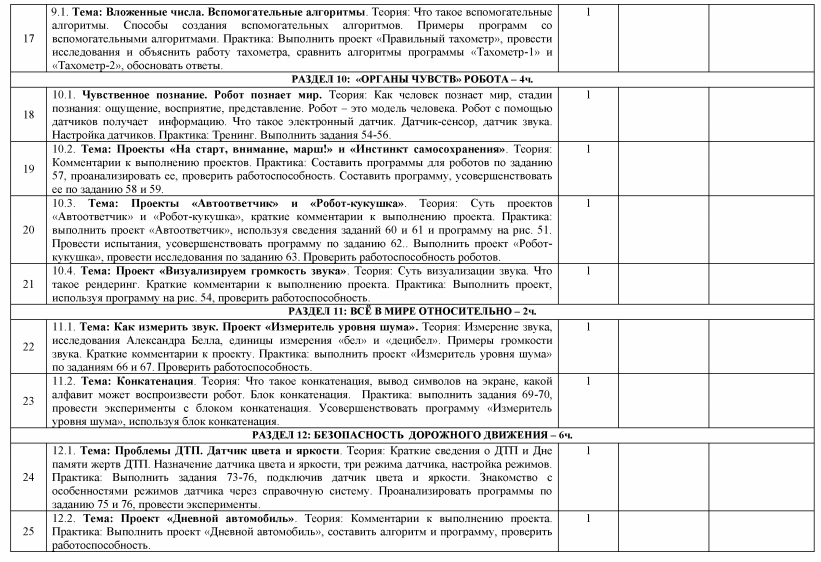 9.1. Тема: Вложенные числа. Вспомогательные алгоритмы. Теория: Что такое вспомогательные
алгоритмы. Способы создания вспомогательных алгоритмов. Примеры программ со
17
вспомогательными алгоритмами. Практика: Выполнить проект «Правильный тахометр», провести
исследования и объяснить работу тахометра, сравнить алгоритмы программы «Тахометр-1» и
«Тахометр-2», обосновать ответы.
1
РАЗДЕЛ 10: «ОРГАНЫ ЧУВСТВ» РОБОТА – 4ч.
18
10.1. Чувственное познание. Робот познает мир. Теория: Как человек познает мир, стадии
познания: ощущение, восприятие, представление. Робот – это модель человека. Робот с помощью
датчиков получает информацию. Что такое электронный датчик. Датчик-сенсор, датчик звука.
Настройка датчиков. Практика: Тренинг. Выполнить задания 54-56.
1
19
10.2. Тема: Проекты «На старт, внимание, марш!» и «Инстинкт самосохранения». Теория:
Комментарии к выполнению проектов. Практика: Составить программы для роботов по заданию
57, проанализировать ее, проверить работоспособность. Составить программу, усовершенствовать
ее по заданию 58 и 59.
1
20
10.3. Тема: Проекты «Автоответчик» и «Робот-кукушка». Теория: Суть проектов
«Автоответчик» и «Робот-кукушка», краткие комментарии к выполнению проекта. Практика:
выполнить проект «Автоответчик», используя сведения заданий 60 и 61 и программу на рис. 51.
Провести испытания, усовершенствовать программу по заданию 62.. Выполнить проект «Робот-
кукушка», провести исследования по заданию 63. Проверить работоспособность роботов.
1
21
10.4. Тема: Проект «Визуализируем громкость звука». Теория: Суть визуализации звука. Что
такое рендеринг. Краткие комментарии к выполнению проекта. Практика: Выполнить проект,
используя программу на рис. 54, проверить работоспособность.
1
РАЗДЕЛ 11: ВСЁ В МИРЕ ОТНОСИТЕЛЬНО – 2ч.
22
11.1. Тема: Как измерить звук. Проект «Измеритель уровня шума». Теория: Измерение звука,
исследования Александра Белла, единицы измерения «бел» и «децибел». Примеры громкости
звука. Краткие комментарии к проекту. Практика: выполнить проект «Измеритель уровня шума»
по заданиям 66 и 67. Проверить работоспособность.
1
23
11.2. Тема: Конкатенация. Теория: Что такое конкатенация, вывод символов на экране, какой
алфавит может воспроизвести робот. Блок конкатенация. Практика: выполнить задания 69-70,
провести эксперименты с блоком конкатенация. Усовершенствовать программу «Измеритель
уровня шума», используя блок конкатенация.
1
РАЗДЕЛ 12: БЕЗОПАСНОСТЬ ДОРОЖНОГО ДВИЖЕНИЯ – 6ч.
24
12.1. Тема: Проблемы ДТП. Датчик цвета и яркости. Теория: Краткие сведения о ДТП и Дне
памяти жертв ДТП. Назначение датчика цвета и яркости, три режима датчика, настройка режимов.
Практика: Выполнить задания 73-76, подключив датчик цвета и яркости. Знакомство с
особенностями режимов датчика через справочную систему. Проанализировать программы по
заданию 75 и 76, провести эксперименты.
1
25
12.2. Тема: Проект «Дневной автомобиль». Теория: Комментарии к выполнению проекта.
Практика: Выполнить проект «Дневной автомобиль», составить алгоритм и программу, проверить
работоспособность.
1